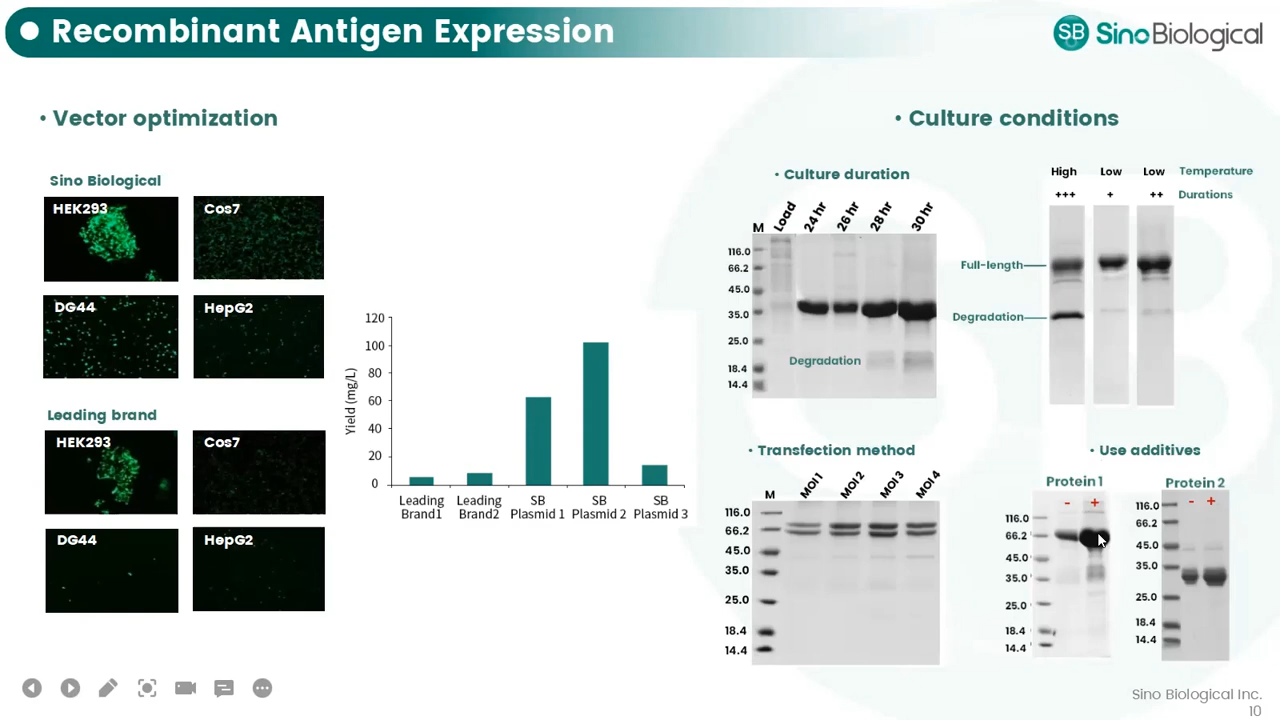 Recombinant Antigen Expression
SB SinoBiological
• Vector optimization
Sino Biological
HEK293
Cos7
DG44
HepG2
Leading brand
HEK293
Cos7
DG44
HepG2
Yield (mg/L)
120
100
80
60
40
20
0
Leading Brand1
Leading Brand2
SB Plasmid 1
SB Plasmid 2
SB Plasmid 3
• Culture conditions
• Culture duration
M Load 24 hr 26 hr 28 hr 30 hr
116.0
66.2
45.0
35.0
25.0
18.4
14.4
Degradation
High Low Low Temperature
+++ + ++ Durations
Full-length
Degradation
• Transfection method
M MOI1 MOI2 MOI3 MOI4
116.0
66.2
45.0
35.0
25.0
18.4
14.4
• Use additives
Protein 1
- +
116.0
66.2
45.0
35.0
25.0
18.4
14.4
Protein 2
- +
116.0
66.2
45.0
35.0
25.0
18.4
14.4
Sino Biological Inc.
10